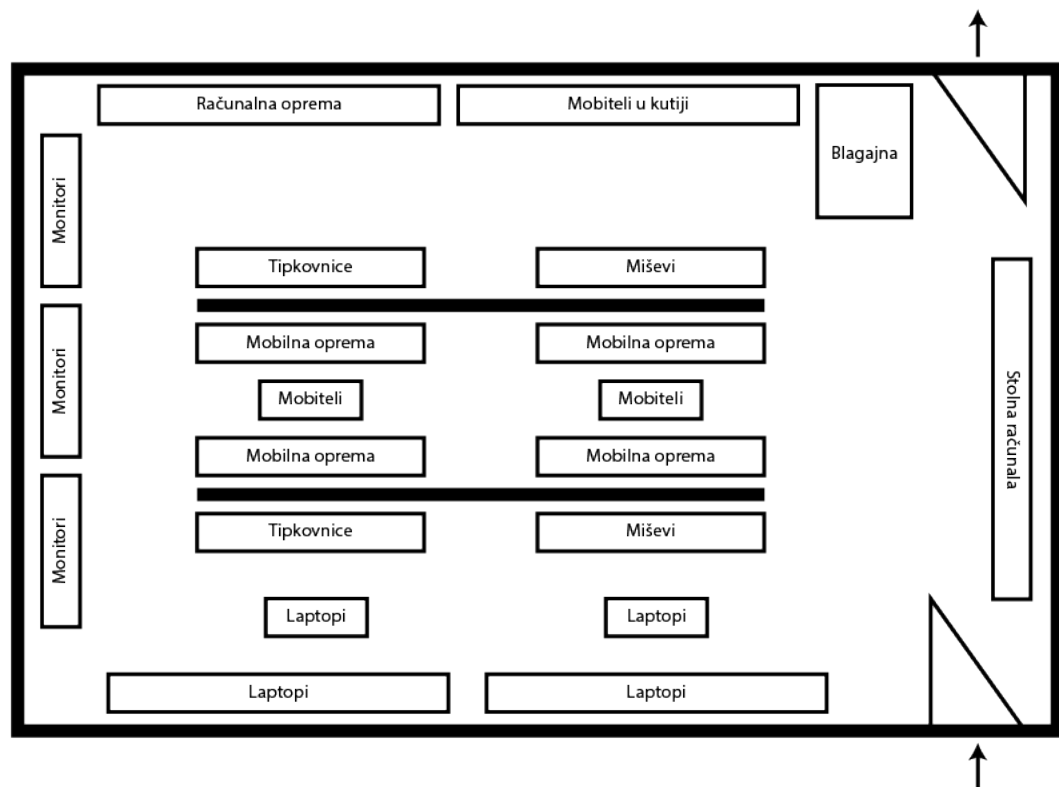 Računalna oprema
Mobiteli u kutiji
Blagajna
Monitori
Tipkovnice
Miševi
Mobilna oprema
Mobilna oprema
Monitori
Mobiteli
Mobiteli
Stolna računala
Mobilna oprema
Mobilna oprema
Tipkovnice
Miševi
Monitori
Laptopi
Laptopi
Laptopi
Laptopi